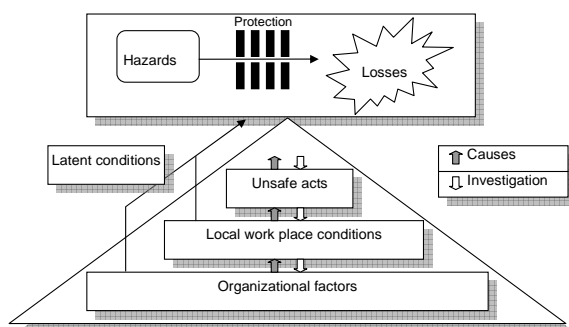 Protection
Hazards
Losses
Latent conditions
Causes
Unsafe acts
Investigation
Local work place conditions
Organizational factors